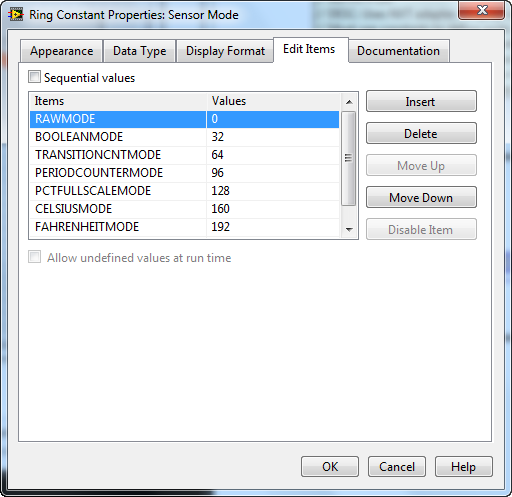 Ring Constant Properties: Sensor Mode
Appearance Data Type Display Format Edit Items Documentation
Sequential values
Items Values
RAWMODE 0
BOOLEANMODE 32
TRANSITIONCNTMODE 64
PERIODCOUNTERMODE 96
PCTFULLSCALEMODE 128
CELSIUSMODE 160
FAHRENHEITMODE 192
Insert
Delete
Move Up
Move Down
Disable Item
Allow undefined values at run time
OK Cancel Help